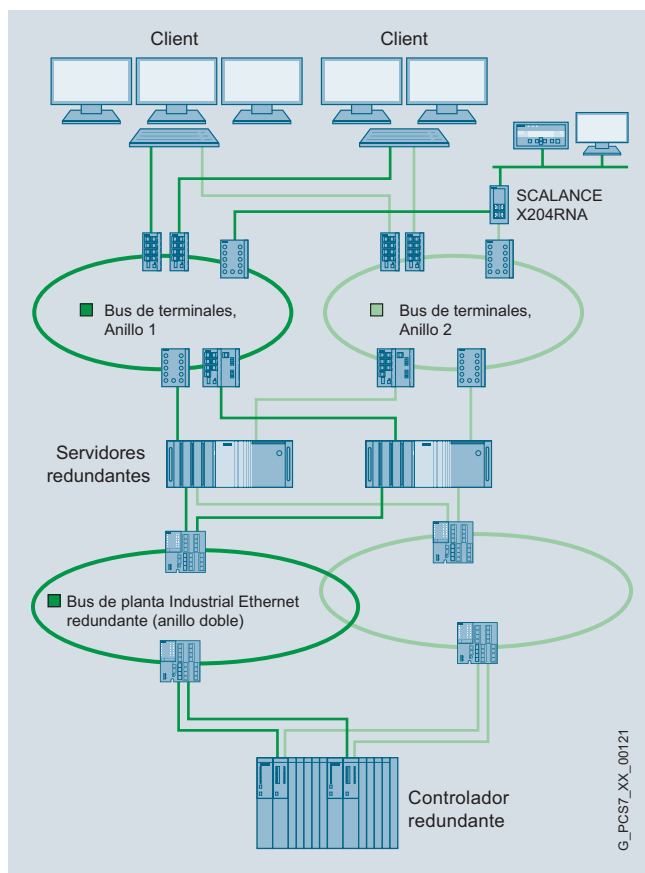 Client
Client
SCALANCE
X204RNA
Bus de terminales,
Anillo 1
Bus de terminales,
Anillo 2
Servidores
redundantes
Bus de planta Industrial Ethernet
redundante (anillo doble)
Controlador
redundante
G_PCS7_XX_00121